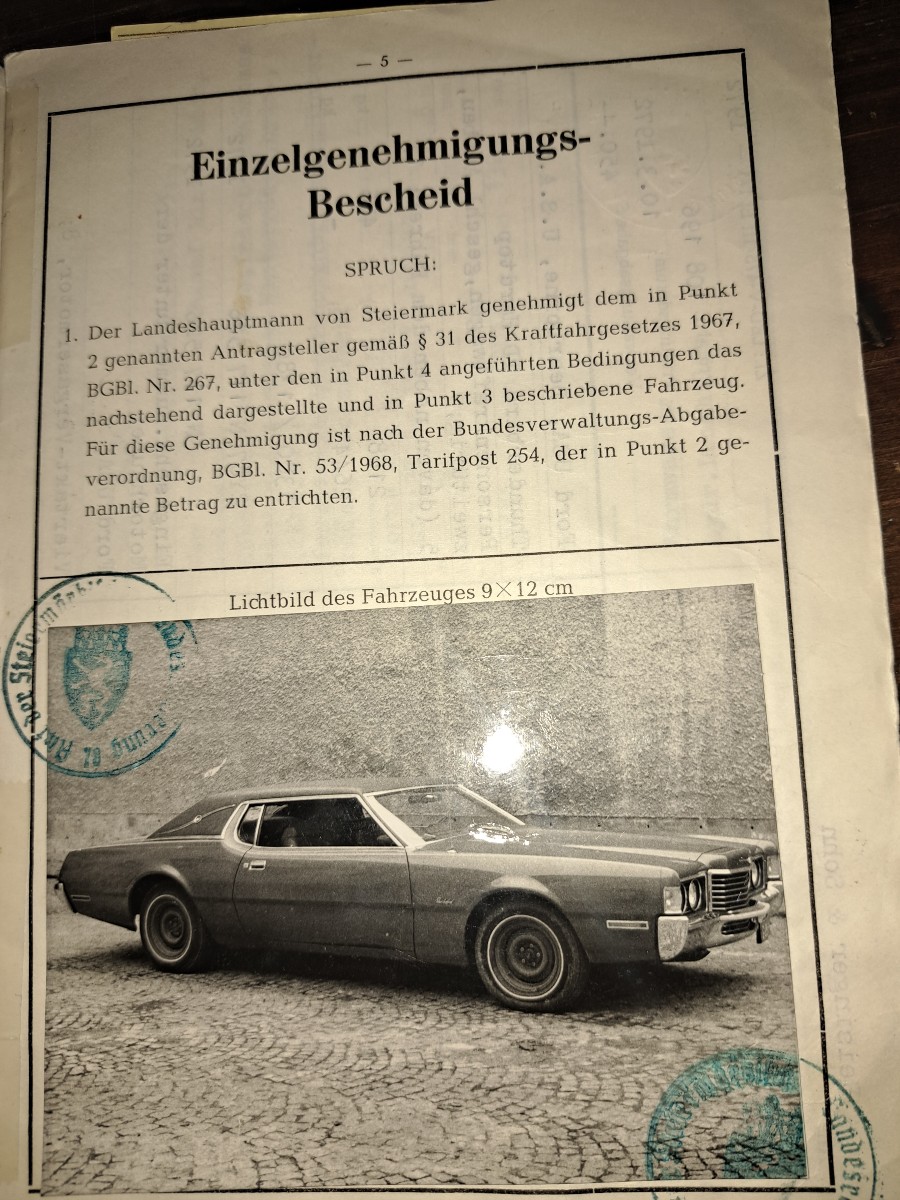 — 5 —
Einzelgenehmigungs-
Bescheid
SPRUCH:
1. Der Landeshauptmann von Steiermark genehmigt dem in Punkt
2 genannten Antragsteller gemäß § 31 des Kraftfahrgesetzes 1967,
BGBl. Nr. 267, unter den in Punkt 4 angeführten Bedingungen das
nachstehend dargestellte und in Punkt 3 beschriebene Fahrzeug.
Für diese Genehmigung ist nach der Bundesverwaltungs-Abgabe-
verordnung, BGBl. Nr. 53/1968, Tarifpost 254, der in Punkt 2 ge-
nannte Betrag zu entrichten.
Lichtbild des Fahrzeuges 9×12 cm
Amt der